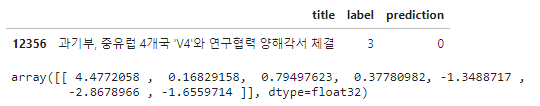 title label prediction
12356 과기부, 중유럽 4개국 'V4'와 연구협력 양해각서 체결 3 0
array([[ 4.4772058 , 0.16829158, 0.79497623, 0.37780982, -1.3488717 ,
-2.8678966 , -1.6559714 ]], dtype=float32)